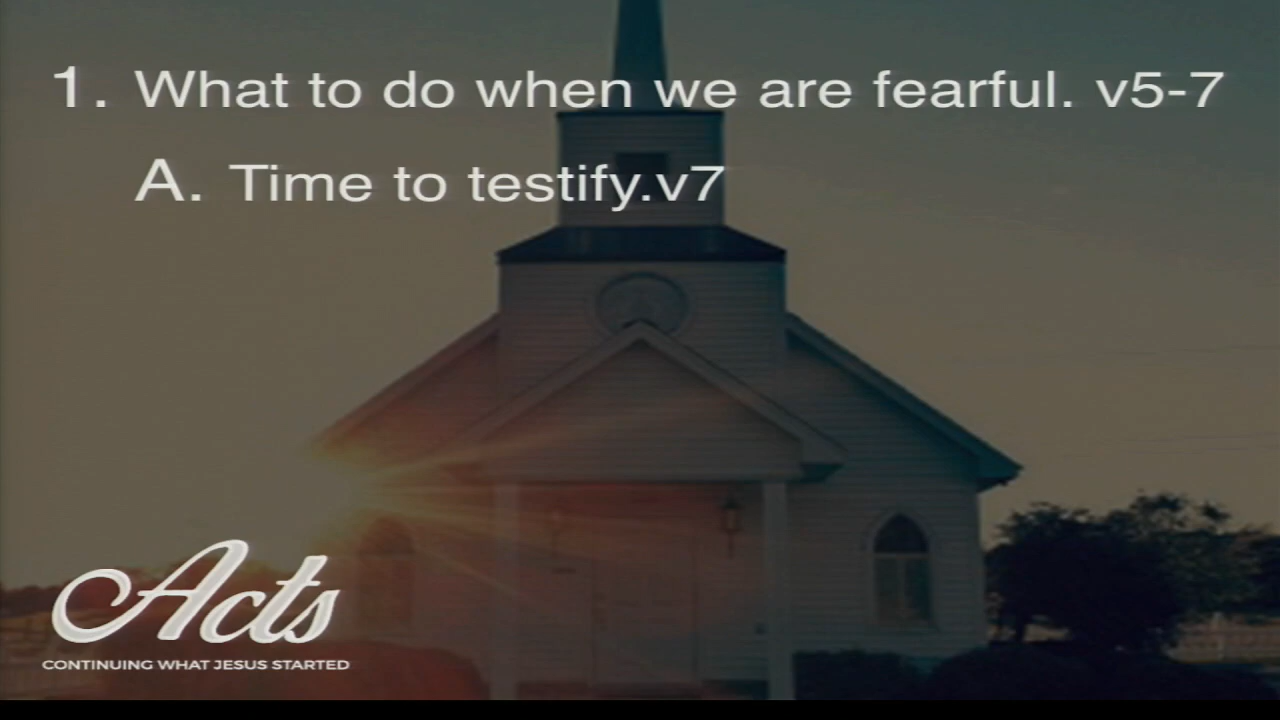 1. What to do when we are fearful. v5-7
A. Time to testify.v7
Acts
CONTINUING WHAT JESUS STARTED